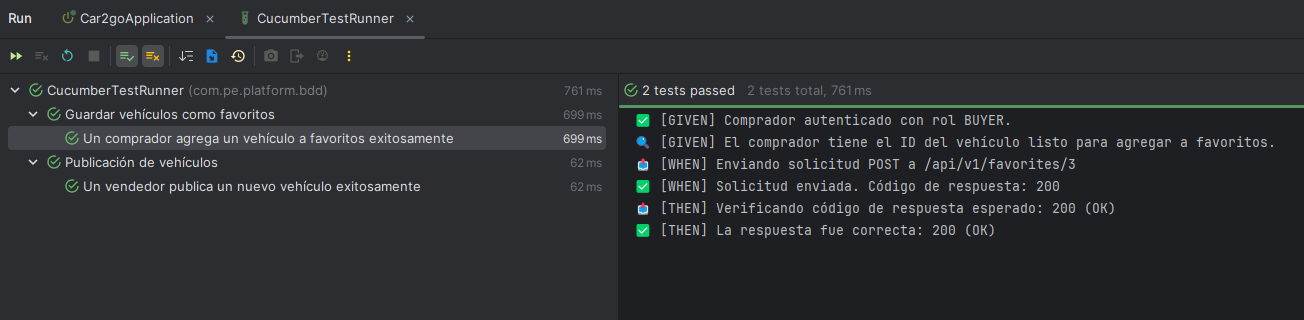 Run Car2goApplication CucumberTestRunner
CucumberTestRunner (com.pe.platform.bdd) 761 ms
Guardar vehículos como favoritos 699 ms
Un comprador agrega un vehículo a favoritos exitosamente 699 ms
Publicación de vehículos 62 ms
Un vendedor publica un nuevo vehículo exitosamente 62 ms
2 tests passed 2 tests total, 761 ms
[GIVEN] Comprador autenticado con rol BUYER.
[GIVEN] El comprador tiene el ID del vehículo listo para agregar a favoritos.
[WHEN] Enviando solicitud POST a /api/v1/favorites/3
[WHEN] Solicitud enviada. Código de respuesta: 200
[THEN] Verificando código de respuesta esperado: 200 (OK)
[THEN] La respuesta fue correcta: 200 (OK)